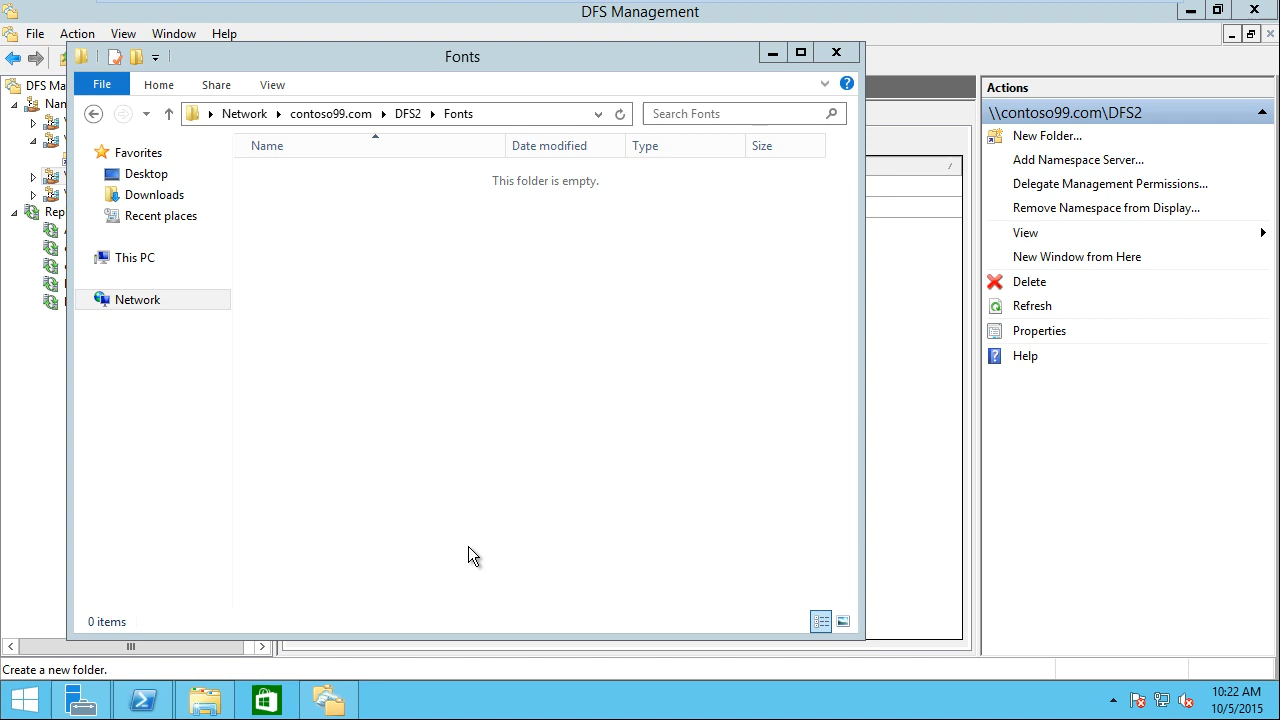 DFS Management
File Action View Window Help
Fonts
File Home Share View
Network contoso99.com DFS2 Fonts
Search Fonts
Name Date modified Type Size
This folder is empty.
Favorites
Desktop
Downloads
Recent places
This PC
Network
0 items
DFS Ma
Nan
Rep
Actions
\\contoso99.com\DFS2
New Folder...
Add Namespace Server...
Delegate Management Permissions...
Remove Namespace from Display...
View
New Window from Here
Delete
Refresh
Properties
Help
Create a new folder.
10:22 AM
10/5/2015